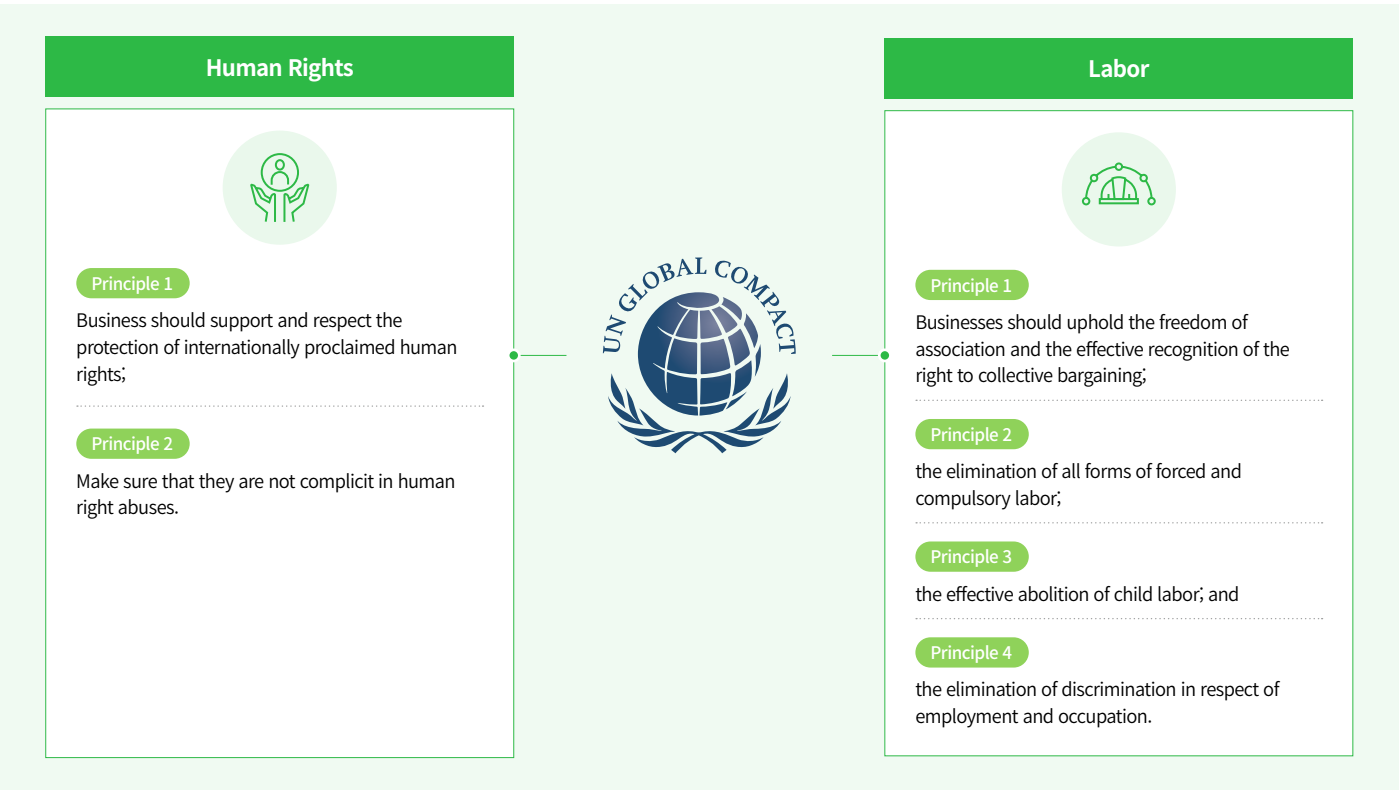 Human Rights
Principle 1
Business should support and respect the
protection of internationally proclaimed human
rights;
Principle 2
Make sure that they are not complicit in human
right abuses.
UN GLOBAL COMPACT
Labor
Principle 1
Businesses should uphold the freedom of
association and the effective recognition of the
right to collective bargaining;
Principle 2
the elimination of all forms of forced and
compulsory labor;
Principle 3
the effective abolition of child labor; and
Principle 4
the elimination of discrimination in respect of
employment and occupation.